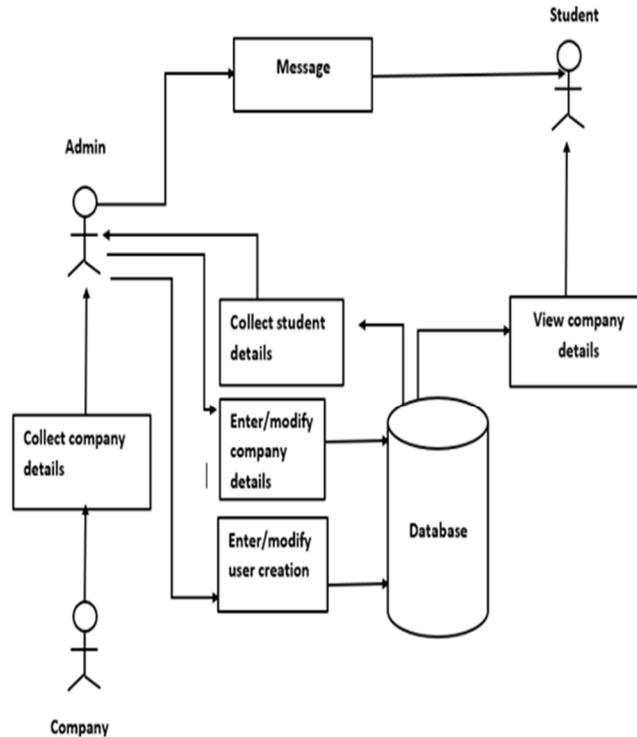 Student
Message
Admin
Collect student
details
View company
details
Enter/modify
company
details
Collect company
details
Database
Enter/modify
user creation
Company